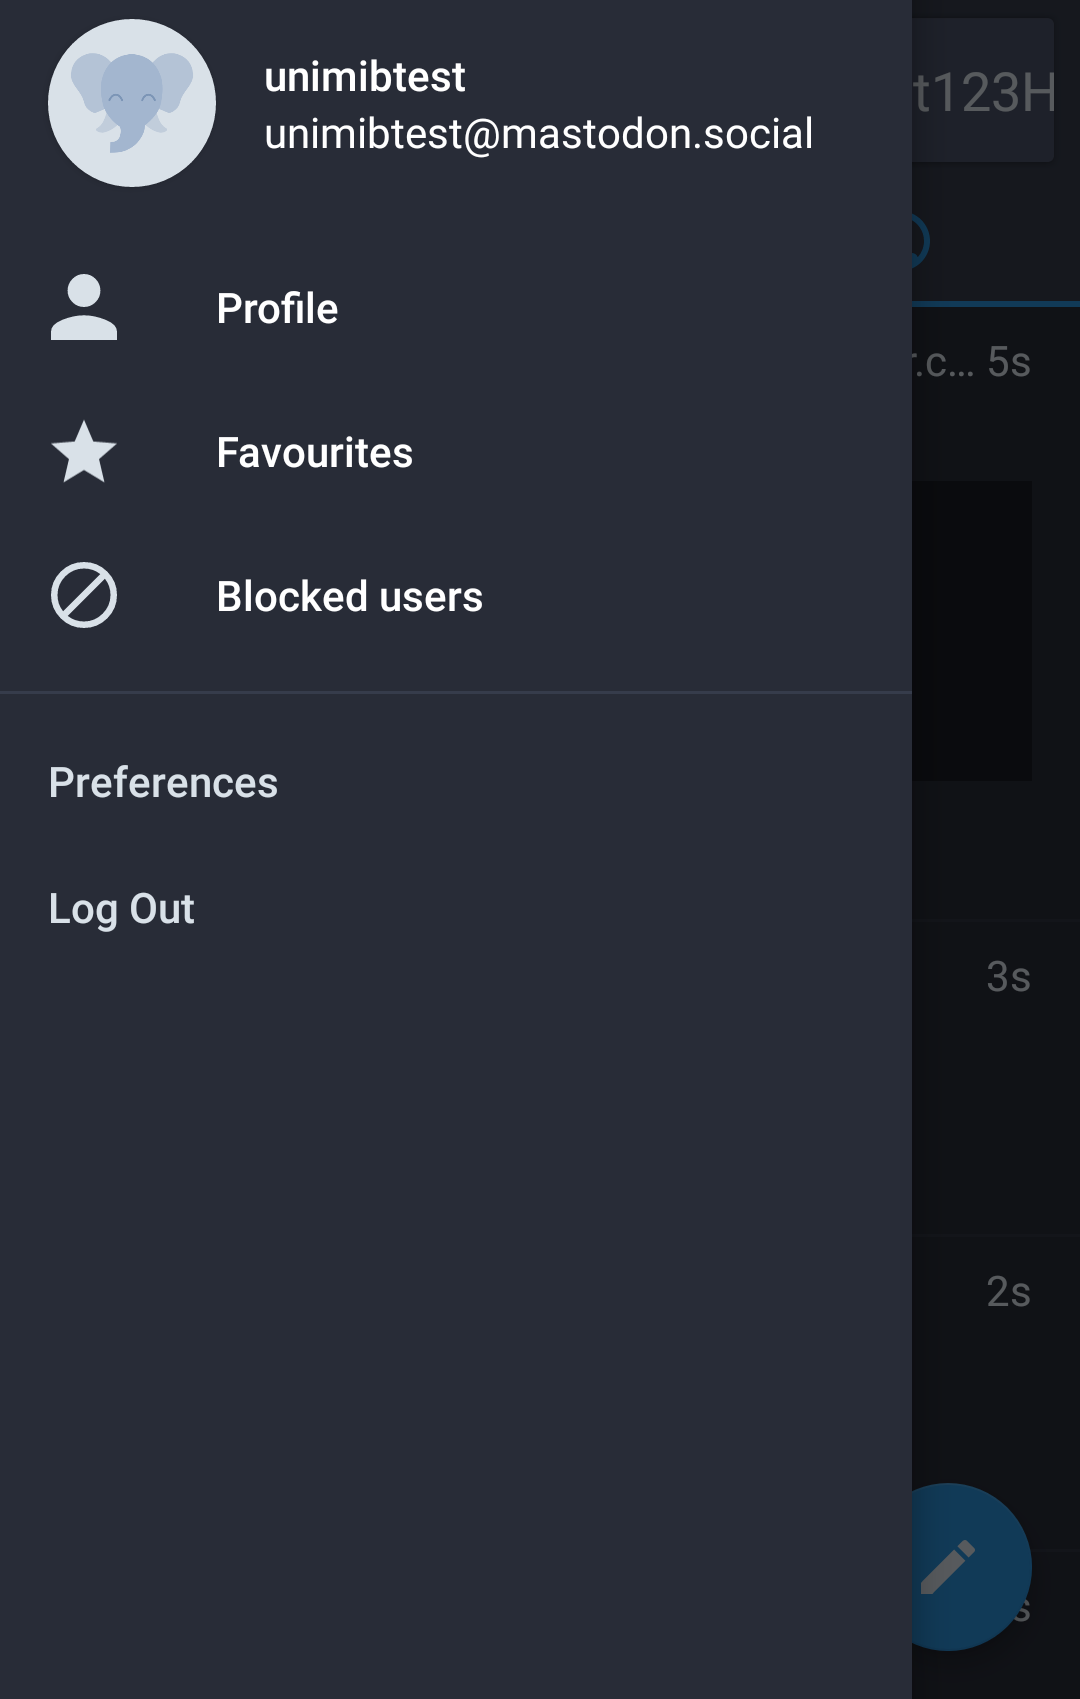 unimibtest
unimibtest@mastodon.social
t123H
Profile
.c... 5s
Favourites
Blocked users
Preferences
Log Out
3s
2s
s